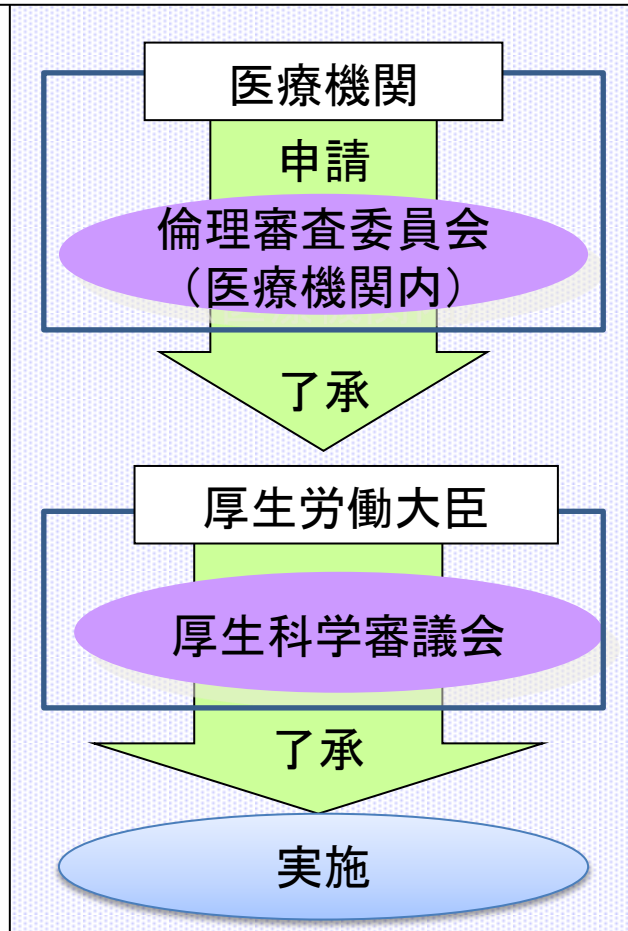 医療機関
申請
倫理審査委員会
（医療機関内）
了承
厚生労働大臣
厚生科学審議会
了承
実施